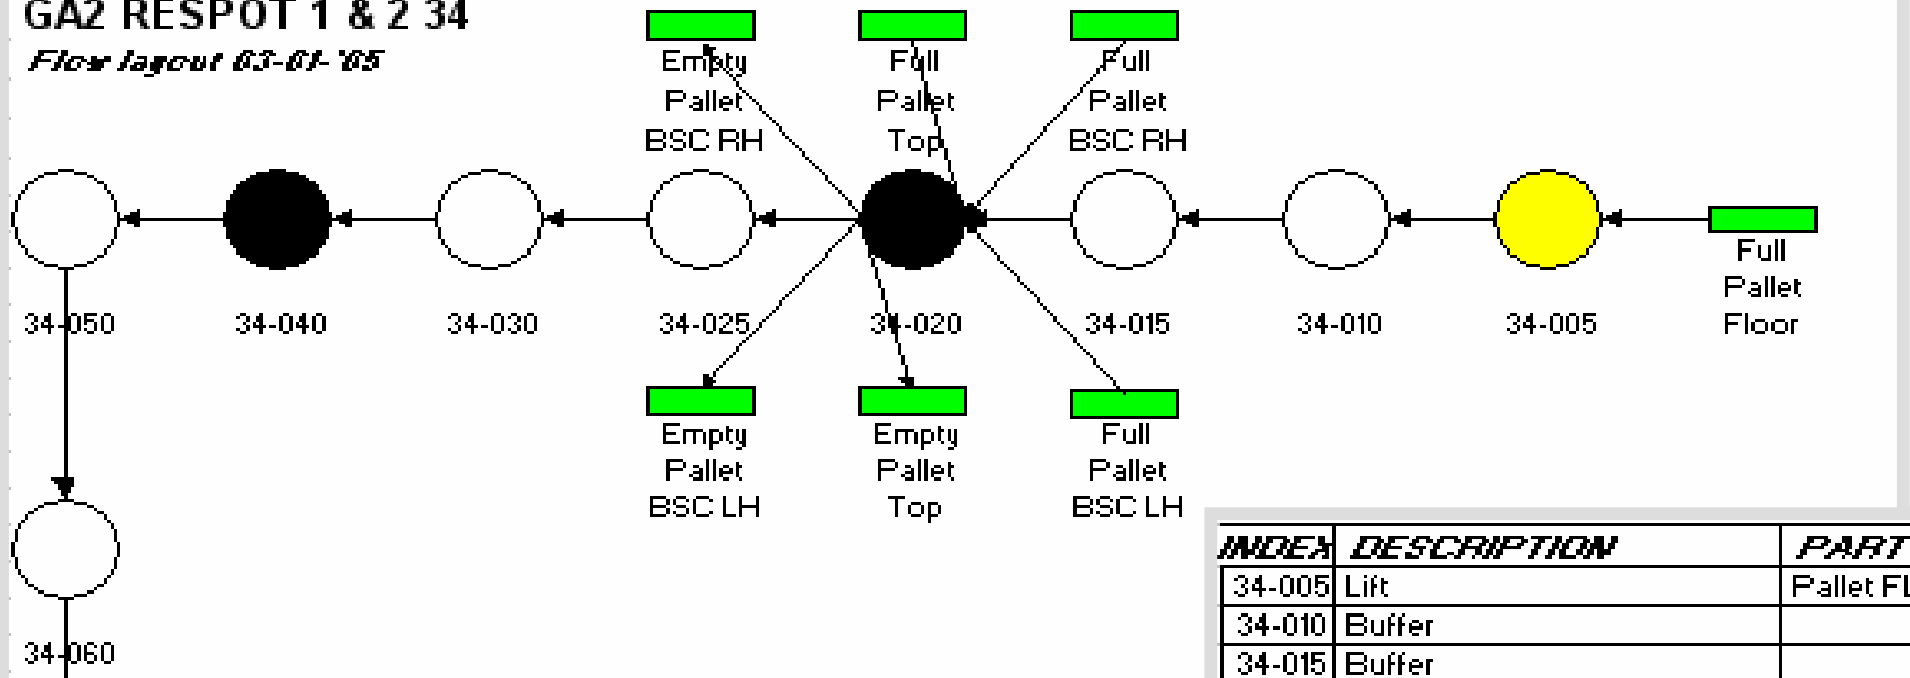 GA2 RESPOT 1 & 2 34
Flow layout 03-01-'05
Empty
Pallet
BSC RH
Full
Pallet
Top
Full
Pallet
BSC RH
Full
Pallet
Floor
34-050
34-040
34-030
34-025
34-020
34-015
34-010
34-005
Empty
Pallet
BSC LH
Empty
Pallet
Top
Full
Pallet
BSC LH
34-060
INDEX DESCRIPTION PART
34-005 Lift Pallet FL
34-010 Buffer
34-015 Buffer